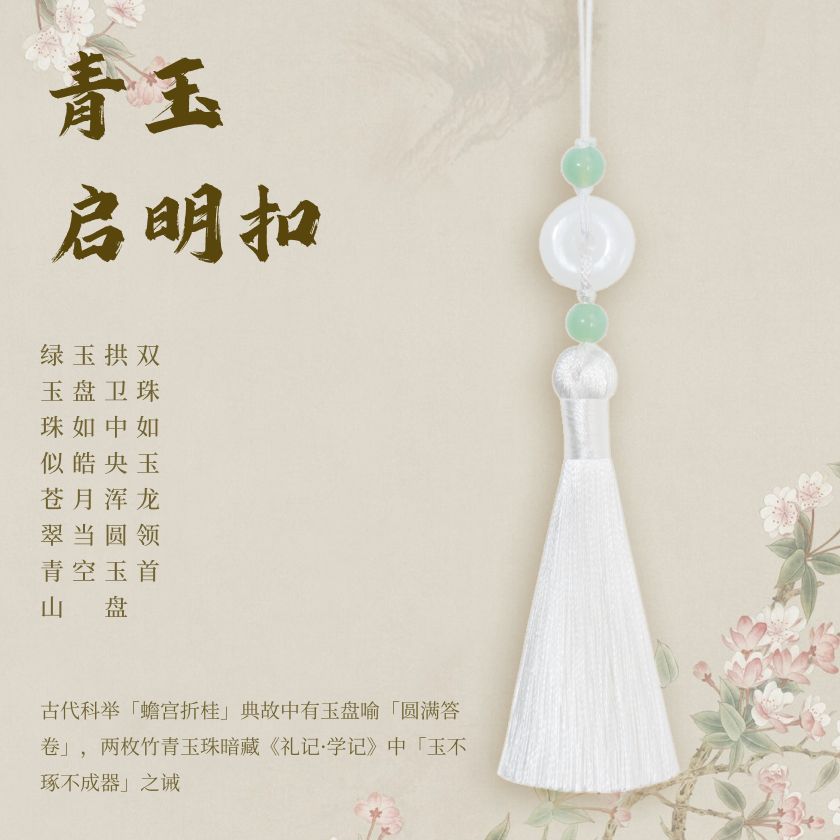 青玉
启明扣
双珠如玉龙领首
拱卫中央浑圆玉盘
玉盘如皓月当空
绿玉珠似苍翠青山
古代科举「蟾宫折桂」典故中有玉盘喻「圆满答
卷」，两枚竹青玉珠暗藏《礼记·学记》中「玉不
琢不成器」之诫